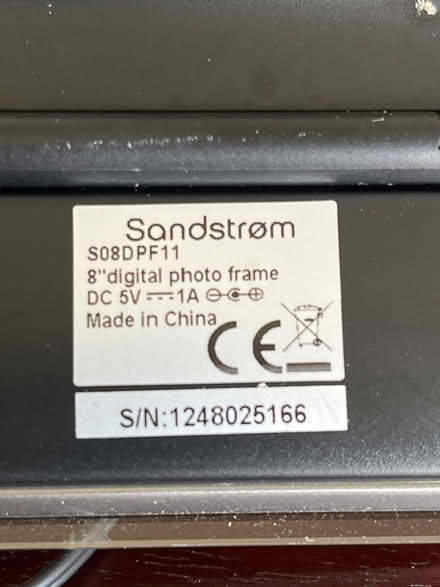 Sandstrøm
S08DPF11
8"digital photo frame
DC 5V⎓1A
Made in China
CE
S/N:1248025166